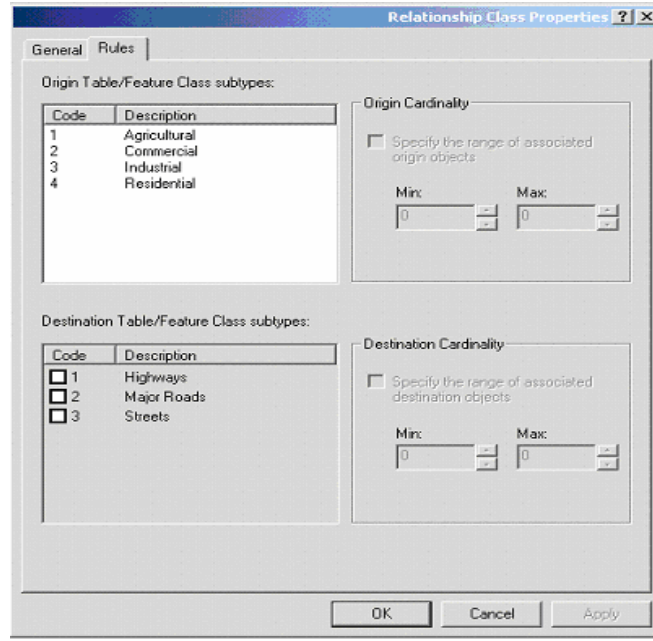 Relationship Class Properties ? X
General Rules
Origin Table/Feature Class subtypes:
Code Description
1 Agricultural
2 Commercial
3 Industrial
4 Residential
Origin Cardinality
Specify the range of associated
origin objects
Min: Max:
0 0
Destination Table/Feature Class subtypes:
Code Description
1 Highways
2 Major Roads
3 Streets
Destination Cardinality
Specify the range of associated
destination objects
Min: Max:
0 0
OK Cancel Apply